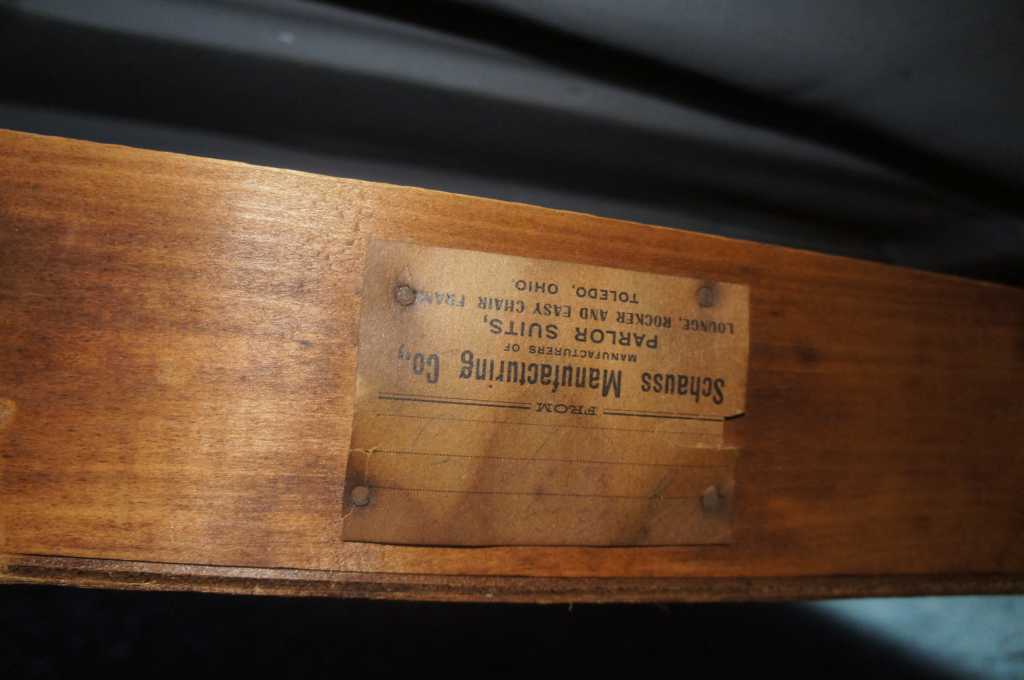 FROM
Schauss Manufacturing Co.,
MANUFACTURERS OF
PARLOR SUITS,
LOUNGE, ROCKER AND EASY CHAIR FRAM
TOLEDO, OHIO.